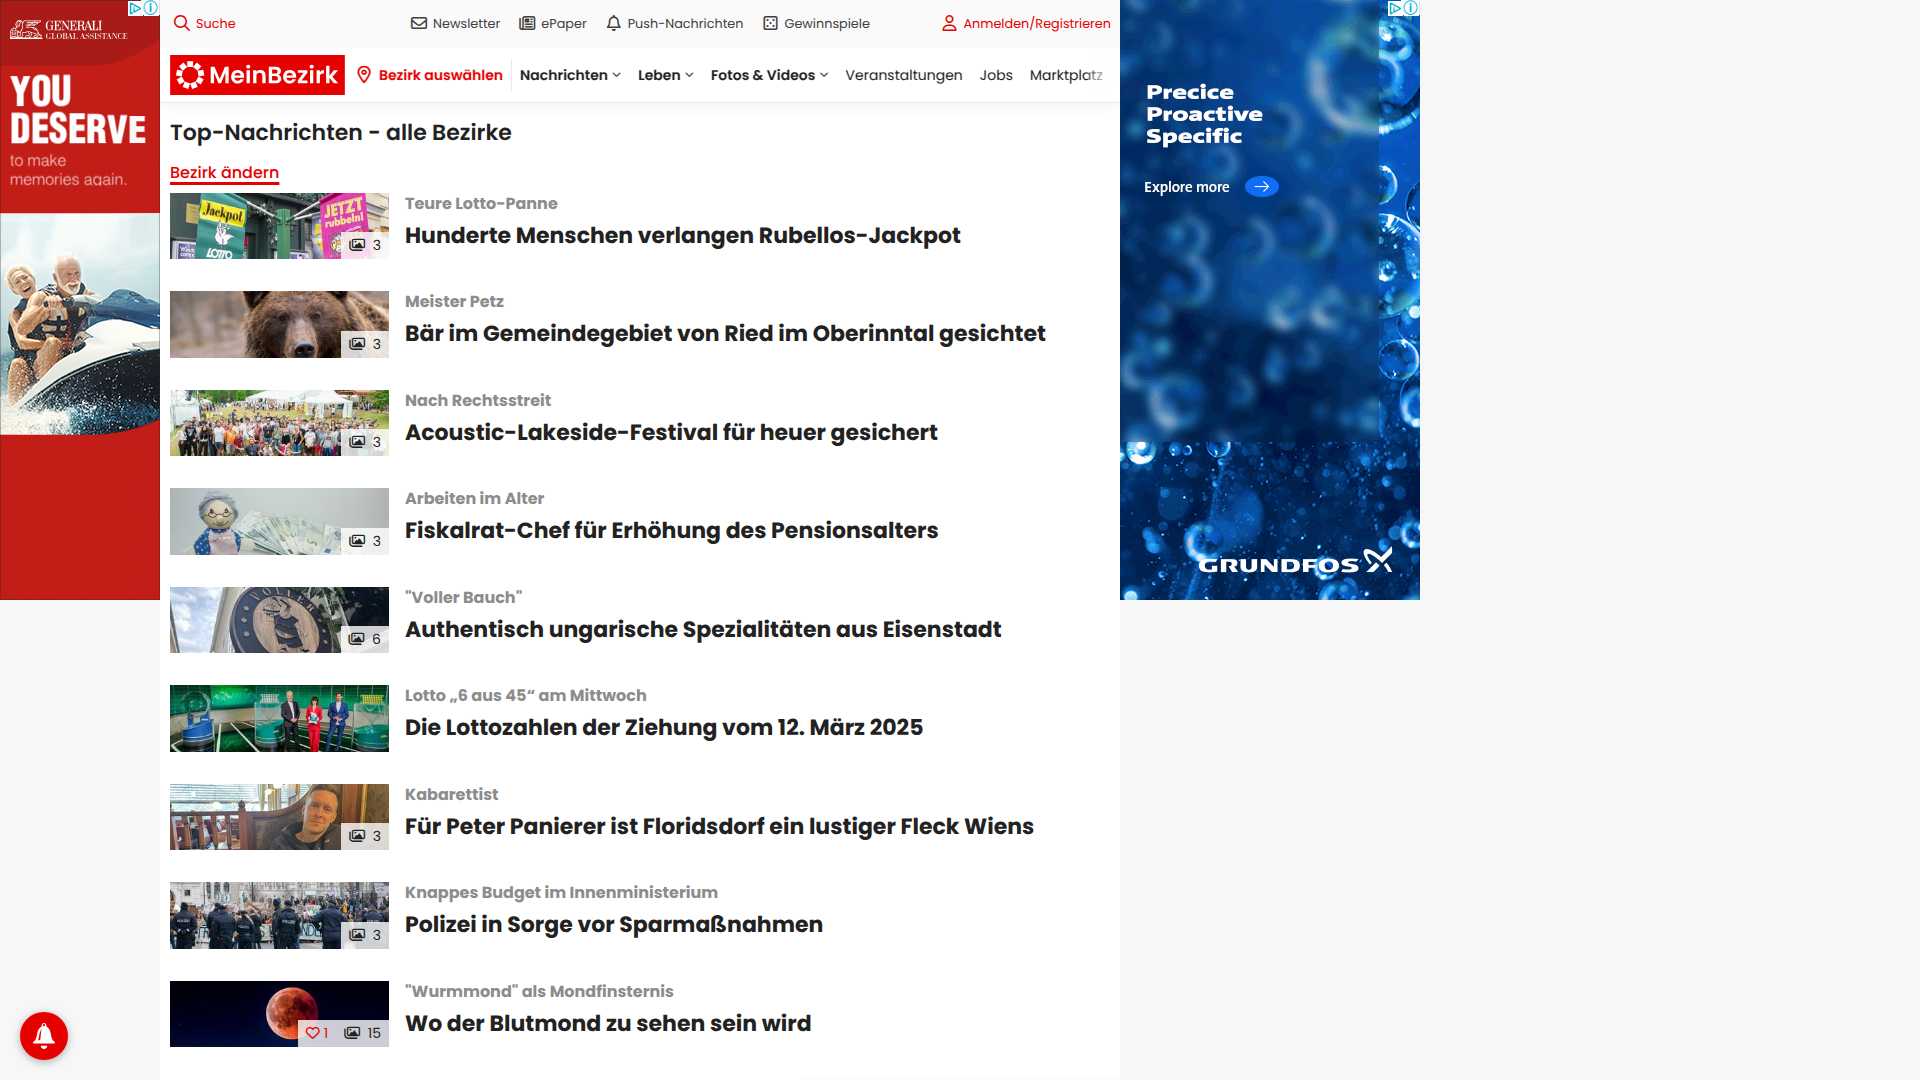 GENERALI
GLOBAL ASSISTANCE
YOU
DESERVE
to make
memories again.
Suche
Newsletter
ePaper
Push-Nachrichten
Gewinnspiele
Anmelden/Registrieren
MeinBezirk
Bezirk auswählen
Nachrichten
Leben
Fotos & Videos
Veranstaltungen
Jobs
Marktplatz
Top-Nachrichten - alle Bezirke
Bezirk ändern
Jackpot
LOTTO
JETZT
rubbeln!
3
Teure Lotto-Panne
Hunderte Menschen verlangen Rubellos-Jackpot
3
Meister Petz
Bär im Gemeindegebiet von Ried im Oberinntal gesichtet
3
Nach Rechtsstreit
Acoustic-Lakeside-Festival für heuer gesichert
3
Arbeiten im Alter
Fiskalrat-Chef für Erhöhung des Pensionsalters
VOLLER
6
"Voller Bauch"
Authentisch ungarische Spezialitäten aus Eisenstadt
Lotto „6 aus 45“ am Mittwoch
Die Lottozahlen der Ziehung vom 12. März 2025
3
Kabarettist
Für Peter Panierer ist Floridsdorf ein lustiger Fleck Wiens
3
Knappes Budget im Innenministerium
Polizei in Sorge vor Sparmaßnahmen
1
15
"Wurmmond" als Mondfinsternis
Wo der Blutmond zu sehen sein wird
Precice
Proactive
Specific
Explore more
GRUNDFOS